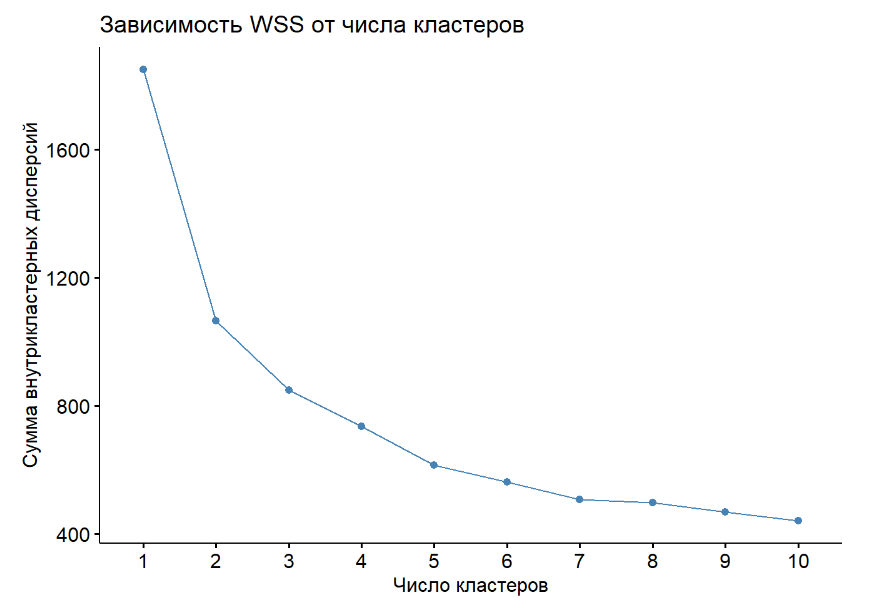 Зависимость WSS от числа кластеров
Сумма внутрикластерных дисперсий
1600
1200
800
400
1 2 3 4 5 6 7 8 9 10
Число кластеров